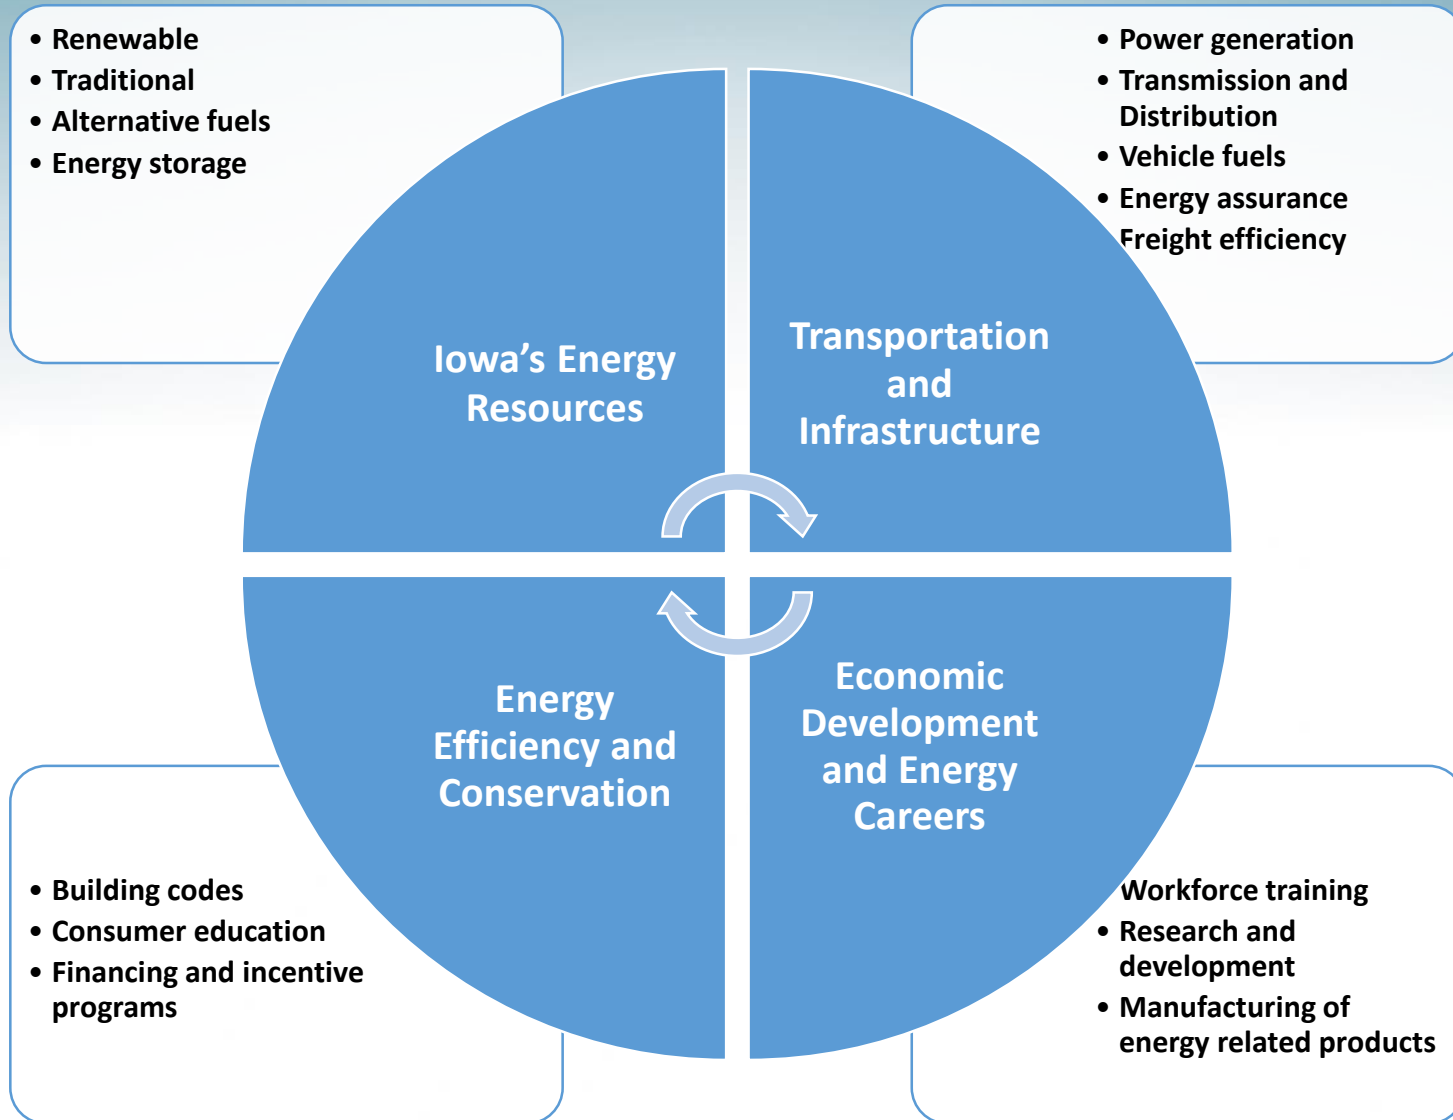 • Renewable
• Traditional
• Alternative fuels
• Energy storage
• Power generation
• Transmission and
Distribution
• Vehicle fuels
• Energy assurance
Freight efficiency
Iowa’s Energy
Resources
Transportation
and
Infrastructure
Energy
Efficiency and
Conservation
Economic
Development
and Energy
Careers
• Building codes
• Consumer education
• Financing and incentive
programs
Workforce training
• Research and
development
• Manufacturing of
energy related products